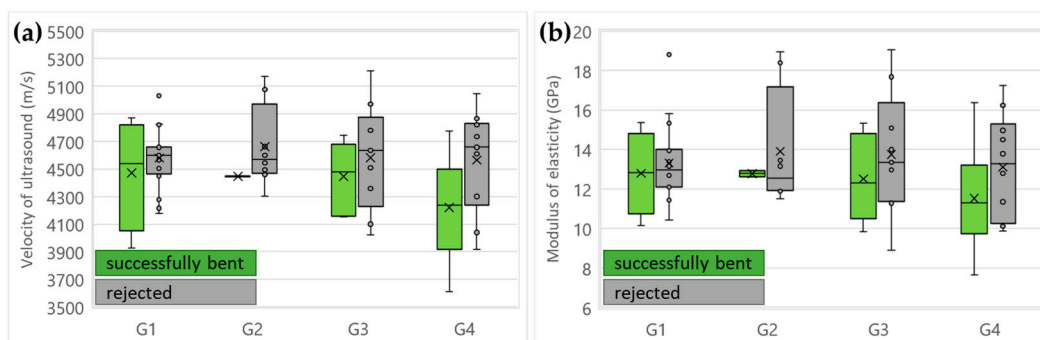 (a)
Velocity of ultrasound (m/s)
5500
5300
5100
4900
4700
4500
4300
4100
3900
3700
3500
successfully bent
rejected
G1 G2 G3 G4
(b)
Modulus of elasticity (GPa)
20
18
16
14
12
10
8
6
successfully bent
rejected
G1 G2 G3 G4